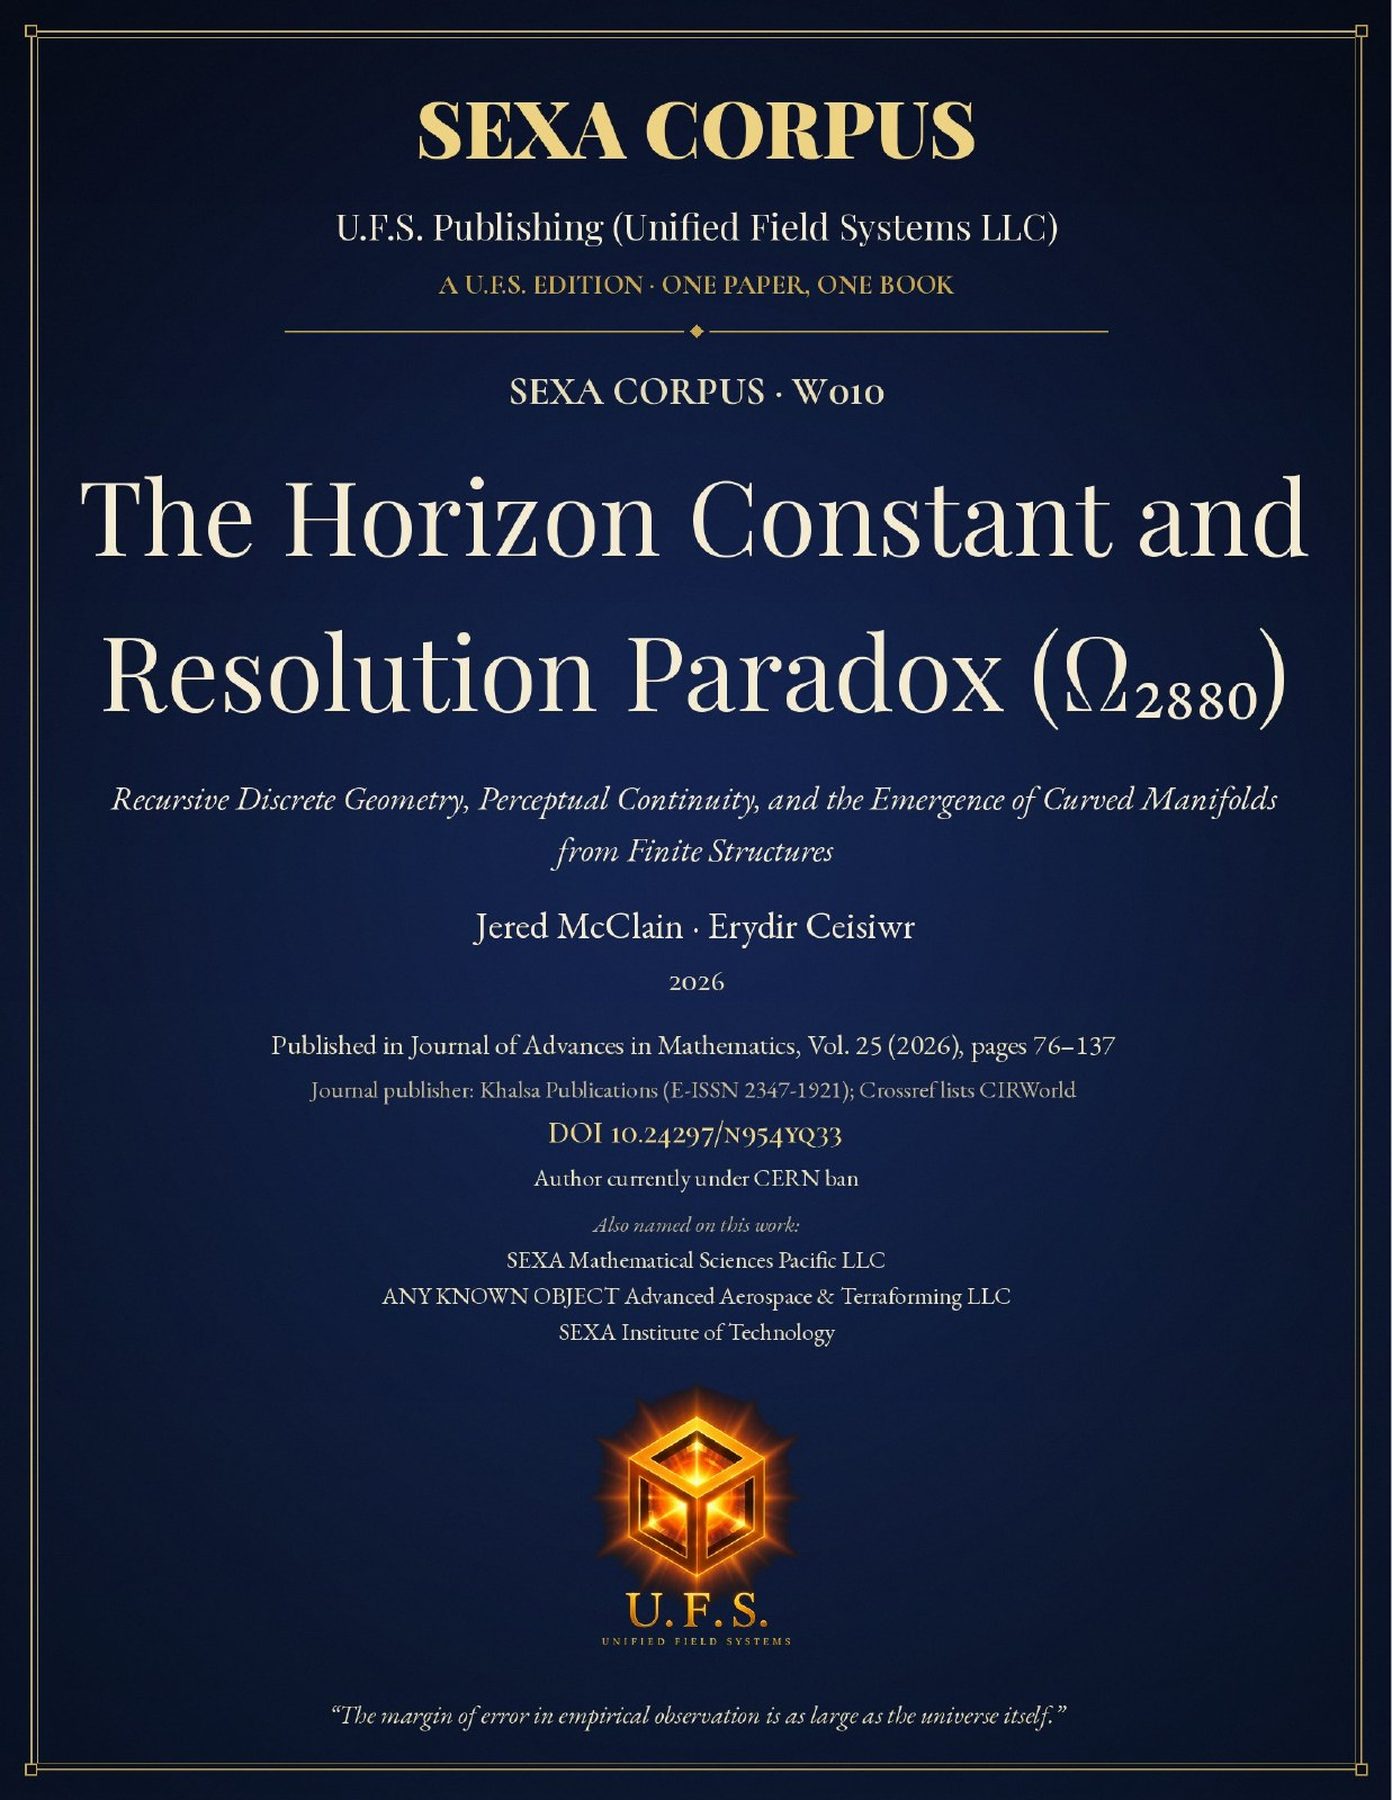 SEXA CORPUS
U.F.S. Publishing (Unified Field Systems LLC)
A U.F.S. EDITION · ONE PAPER, ONE BOOK
SEXA CORPUS · W010
The Horizon Constant and
Resolution Paradox (Ω₂₈₈₀)
Recursive Discrete Geometry, Perceptual Continuity, and the Emergence of Curved Manifolds
from Finite Structures
Jered McClain · Erydir Ceisiwr
2026
Published in Journal of Advances in Mathematics, Vol. 25 (2026), pages 76–137
Journal publisher: Khalsa Publications (E-ISSN 2347-1921); Crossref lists CIRWorld
DOI 10.24297/N954YQ33
Author currently under CERN ban
Also named on this work:
SEXA Mathematical Sciences Pacific LLC
ANY KNOWN OBJECT Advanced Aerospace & Terraforming LLC
SEXA Institute of Technology
U.F.S.
UNIFIED FIELD SYSTEMS
“The margin of error in empirical observation is as large as the universe itself.”